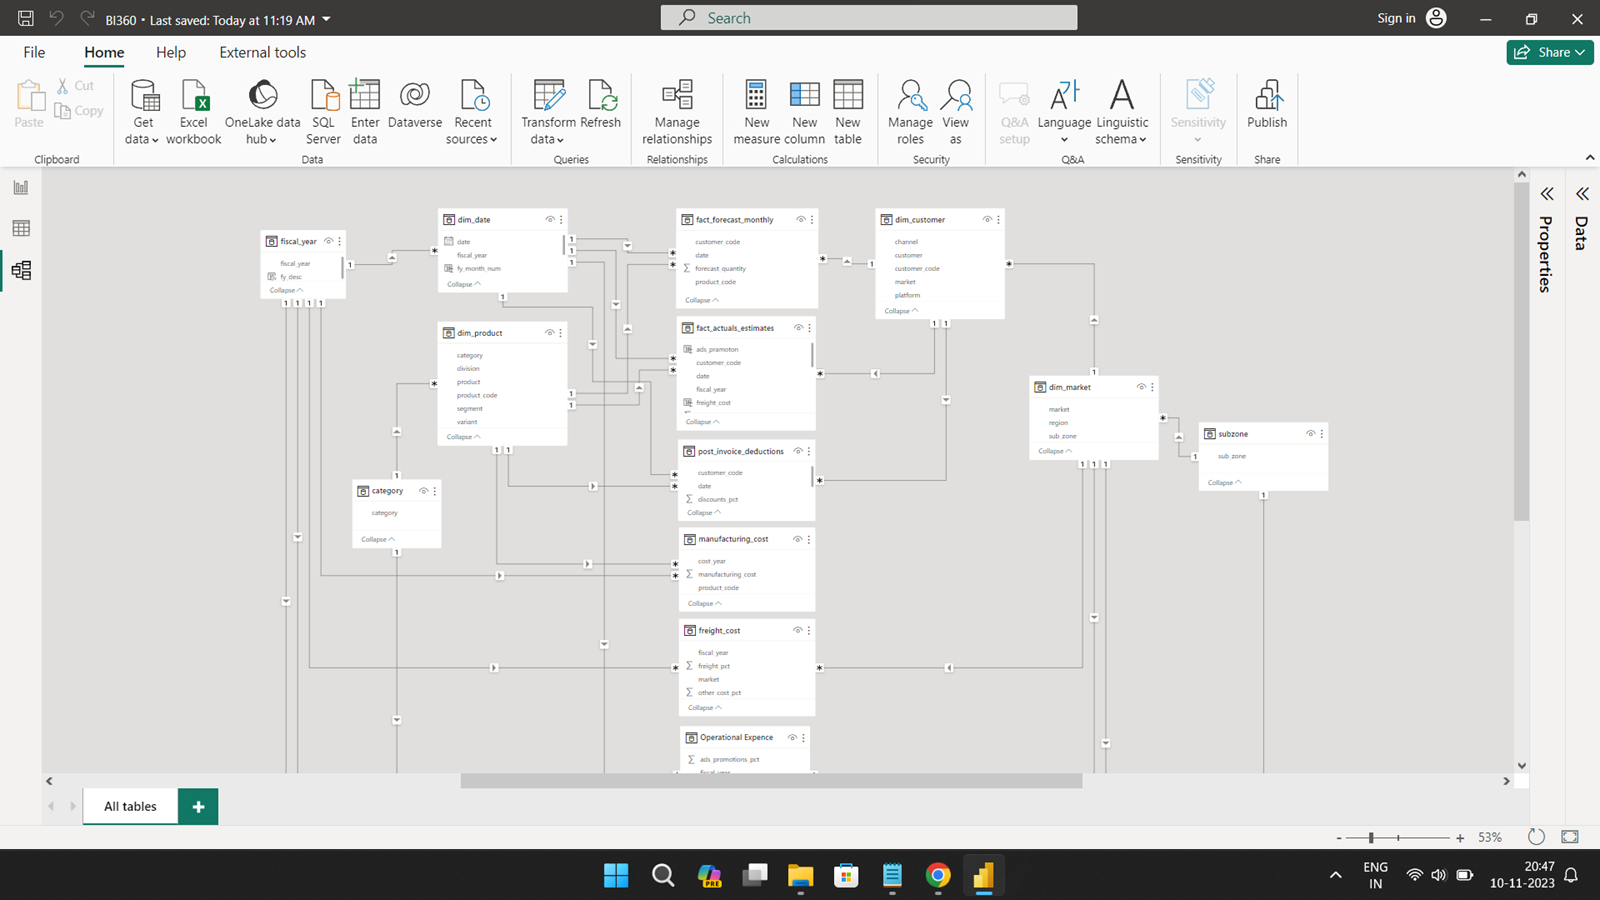 BI360 • Last saved: Today at 11:19 AM
Search
Sign in
File
Home
Help
External tools
Share
Paste
Cut
Copy
Get data
Excel workbook
OneLake data hub
SQL Server
Enter data
Dataverse
Recent sources
Transform data
Refresh
Manage relationships
New measure
New column
New table
Manage roles
View as
Q&A setup
Language
Linguistic schema
Sensitivity
Publish
Clipboard
Data
Queries
Relationships
Calculations
Security
Q&A
Sensitivity
Share
fiscal_year
fiscal_year
fy_desc
Collapse
dim_date
date
fiscal_year
fy_month_num
Collapse
dim_product
category
division
product
product_code
segment
variant
Collapse
category
category
Collapse
fact_forecast_monthly
customer_code
date
forecast_quantity
product_code
Collapse
fact_actuals_estimates
ads_pramoton
customer_code
date
fiscal_year
freight_cost
Collapse
post_invoice_deductions
customer_code
date
discounts_pct
Collapse
manufacturing_cost
cost_year
manufacturing_cost
product_code
Collapse
freight_cost
fiscal_year
freight_pct
market
other_cost_pct
Collapse
Operational Expence
ads_promotions_pct
fiscal_year
dim_customer
channel
customer
customer_code
market
platform
Collapse
dim_market
market
region
sub_zone
Collapse
subzone
sub_zone
Collapse
Properties
Data
All tables
+
- + 53%
PRE
ENG
IN
20:47
10-11-2023